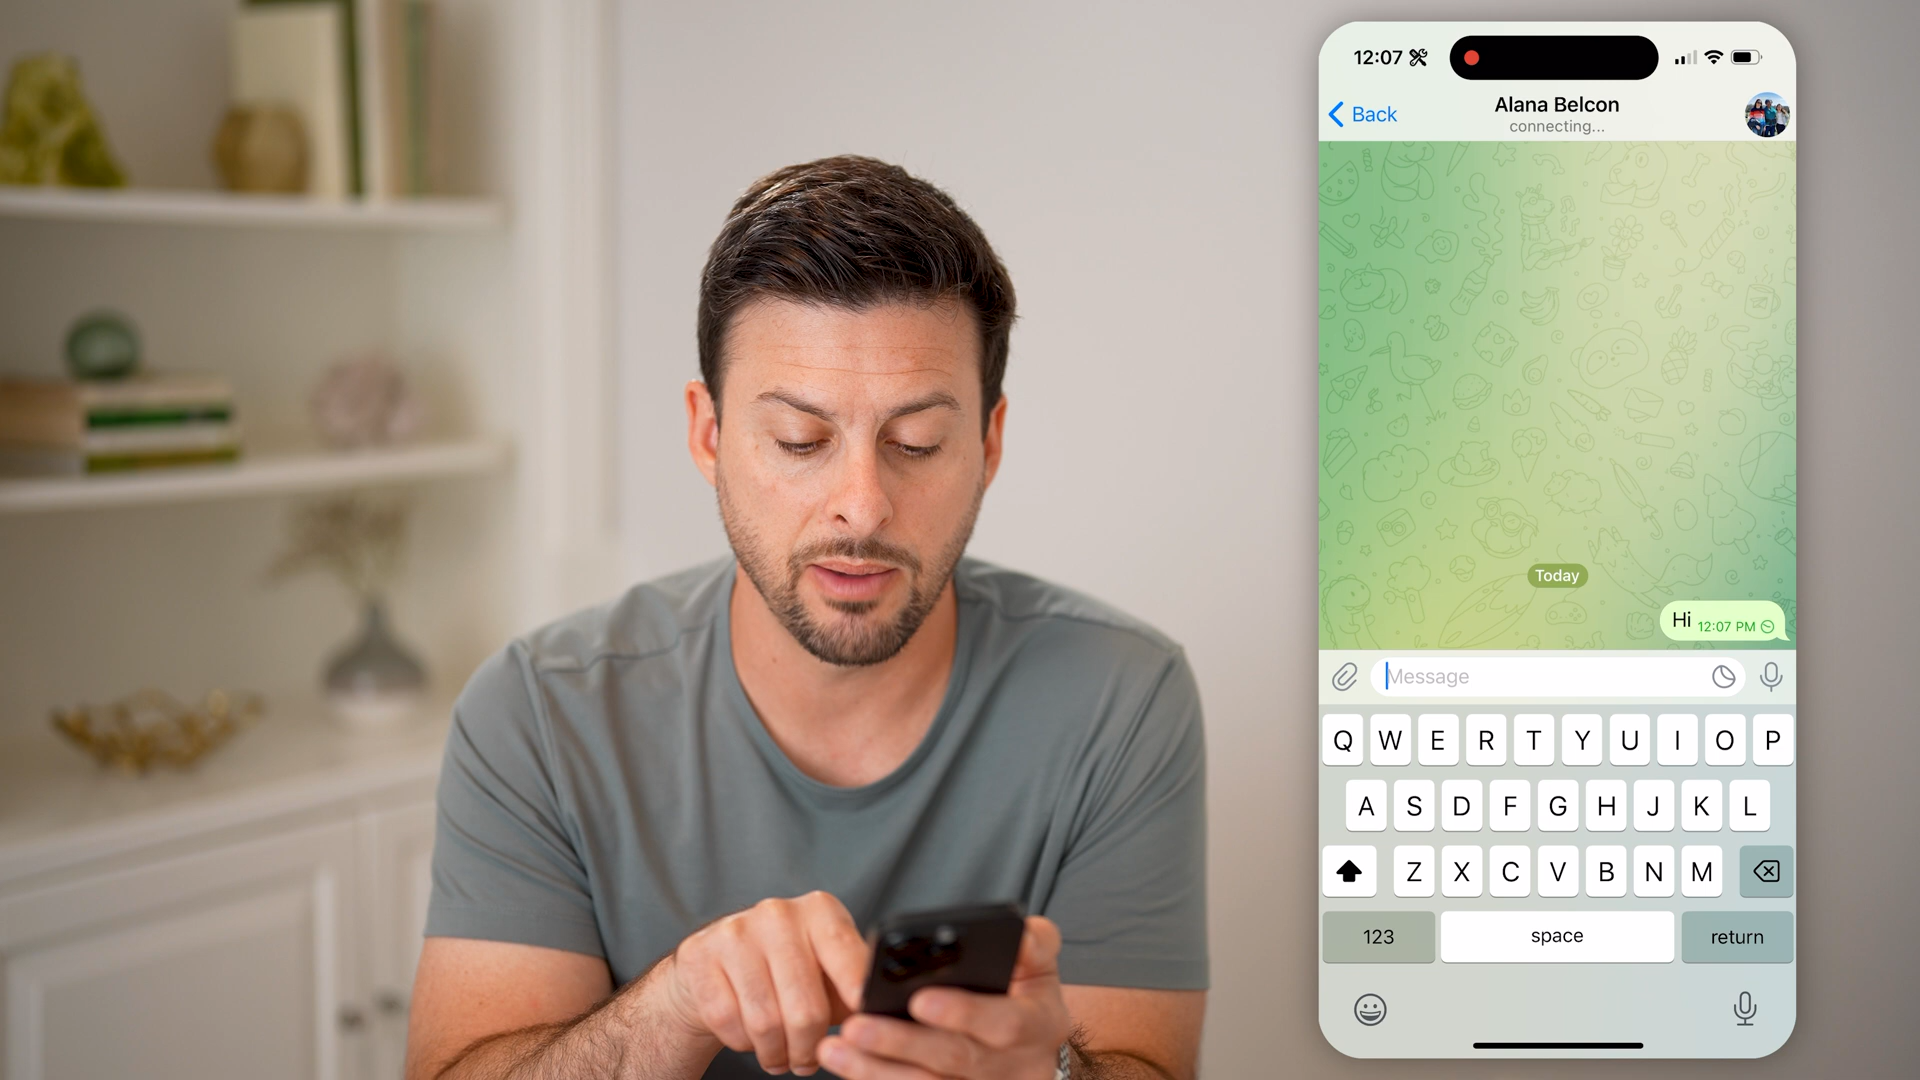 12:07
Back
Alana Belcon
connecting...
Today
Hi 12:07 PM
Message
Q W E R T Y U I O P
A S D F G H J K L
Z X C V B N M
123 space return